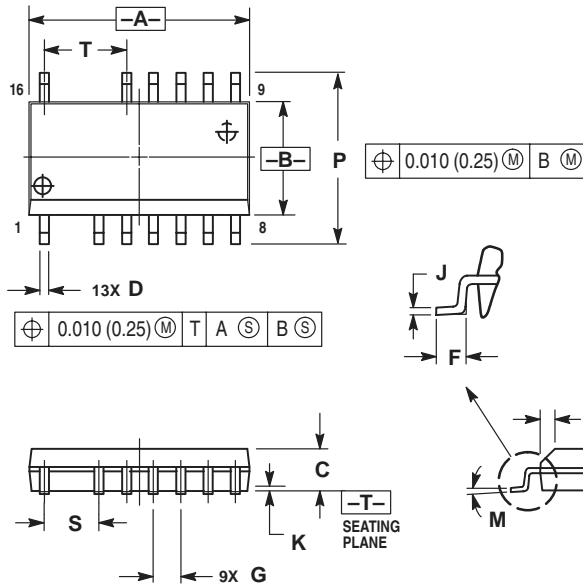 –A–
T
16
9
–B–
P
⌖ 0.010 (0.25) Ⓜ B Ⓜ
1
8
13X D
J
⌖ 0.010 (0.25) Ⓜ T A Ⓢ B Ⓢ
F
C
–T–
SEATING
PLANE
S
K
M
9X G